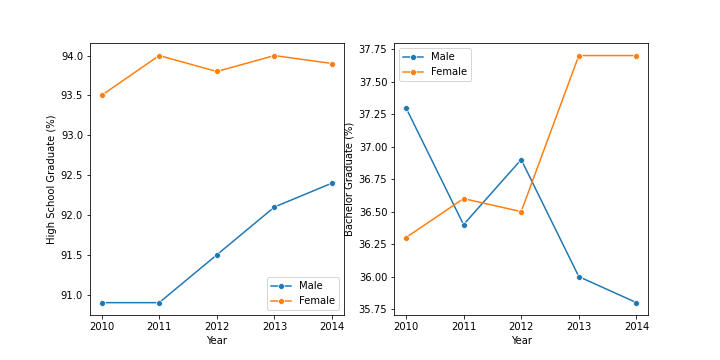 94.0
93.5
93.0
92.5
92.0
91.5
91.0
High School Graduate (%)
2010 2011 2012 2013 2014
Year
Male
Female
37.75
37.50
37.25
37.00
36.75
36.50
36.25
36.00
35.75
Bachelor Graduate (%)
2010 2011 2012 2013 2014
Year
Male
Female